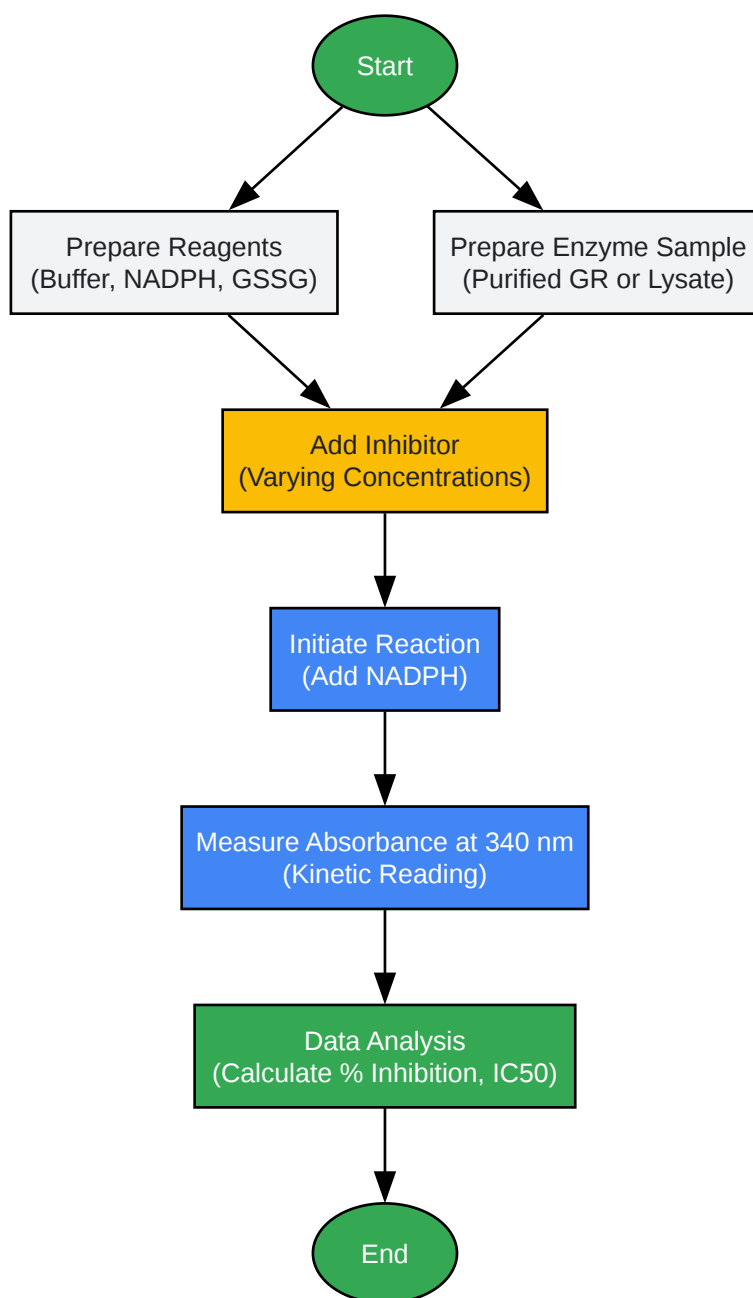 Start
Prepare Reagents
(Buffer, NADPH, GSSG)
Prepare Enzyme Sample
(Purified GR or Lysate)
Add Inhibitor
(Varying Concentrations)
Initiate Reaction
(Add NADPH)
Measure Absorbance at 340 nm
(Kinetic Reading)
Data Analysis
(Calculate % Inhibition, IC50)
End